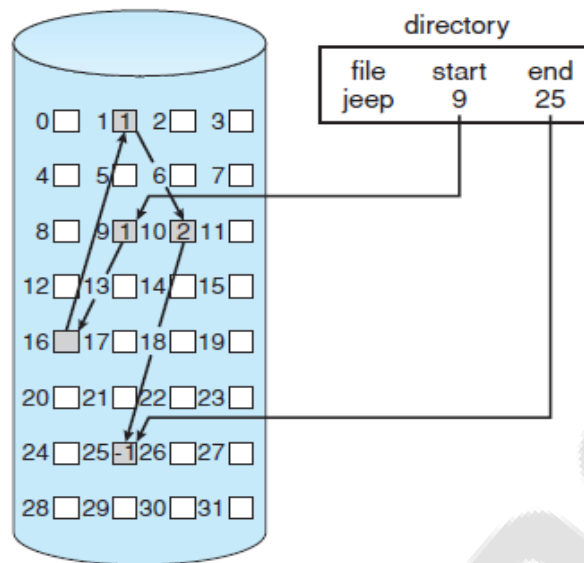 directory
file start end
jeep 9 25
0 1 1 2 3
4 5 6 7
8 9 1 10 2 11
12 13 14 15
16 17 18 19
20 21 22 23
24 25 -1 26 27
28 29 30 31